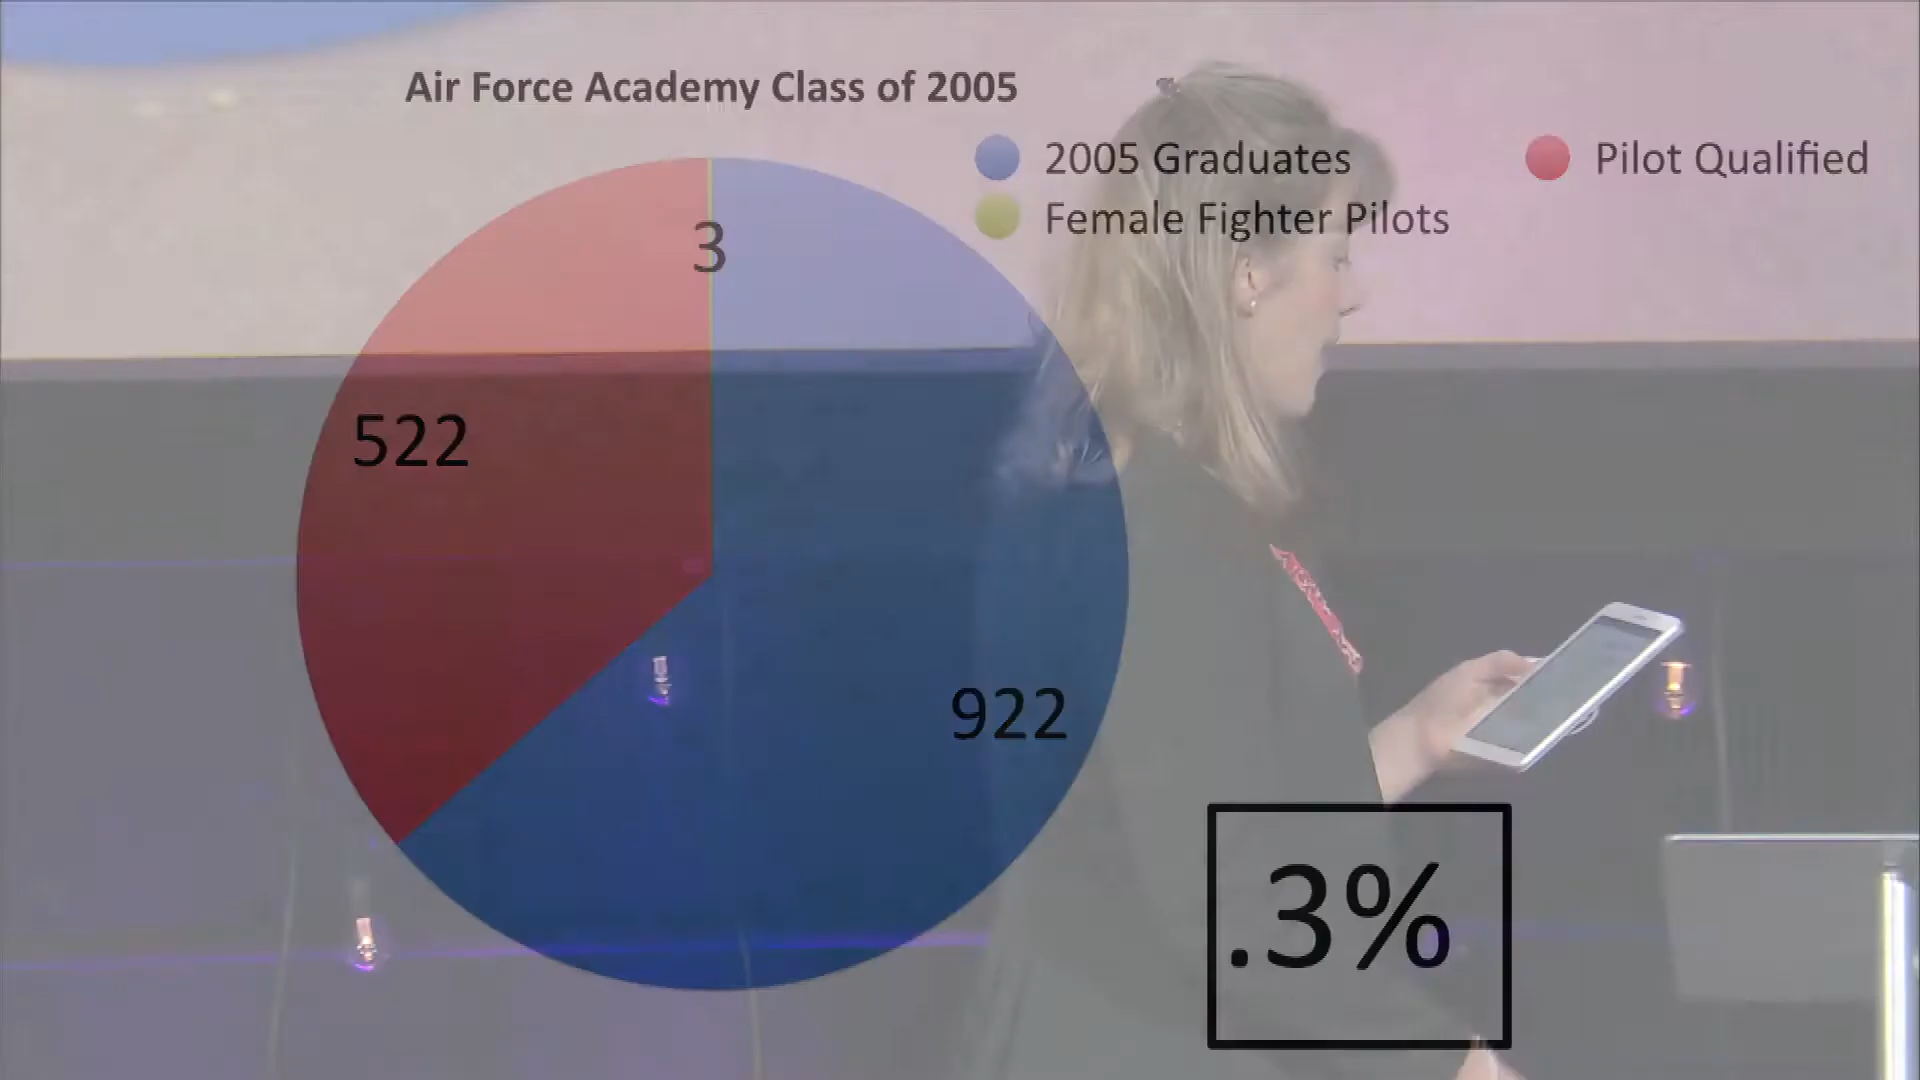 Air Force Academy Class of 2005
2005 Graduates
Pilot Qualified
Female Fighter Pilots
3
522
922
.3%